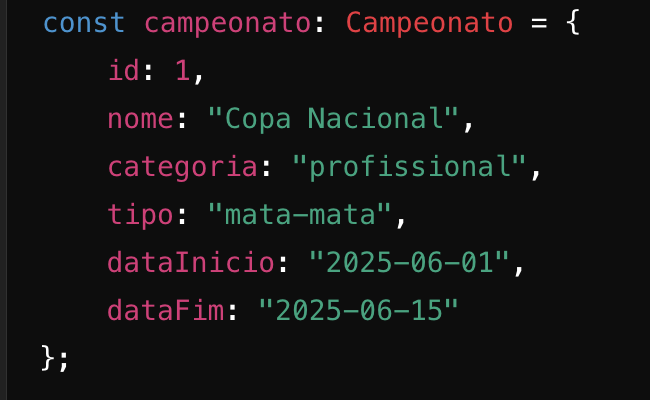 const campeonato: Campeonato = {
    id: 1,
    nome: "Copa Nacional",
    categoria: "profissional",
    tipo: "mata-mata",
    dataInicio: "2025-06-01",
    dataFim: "2025-06-15"
};